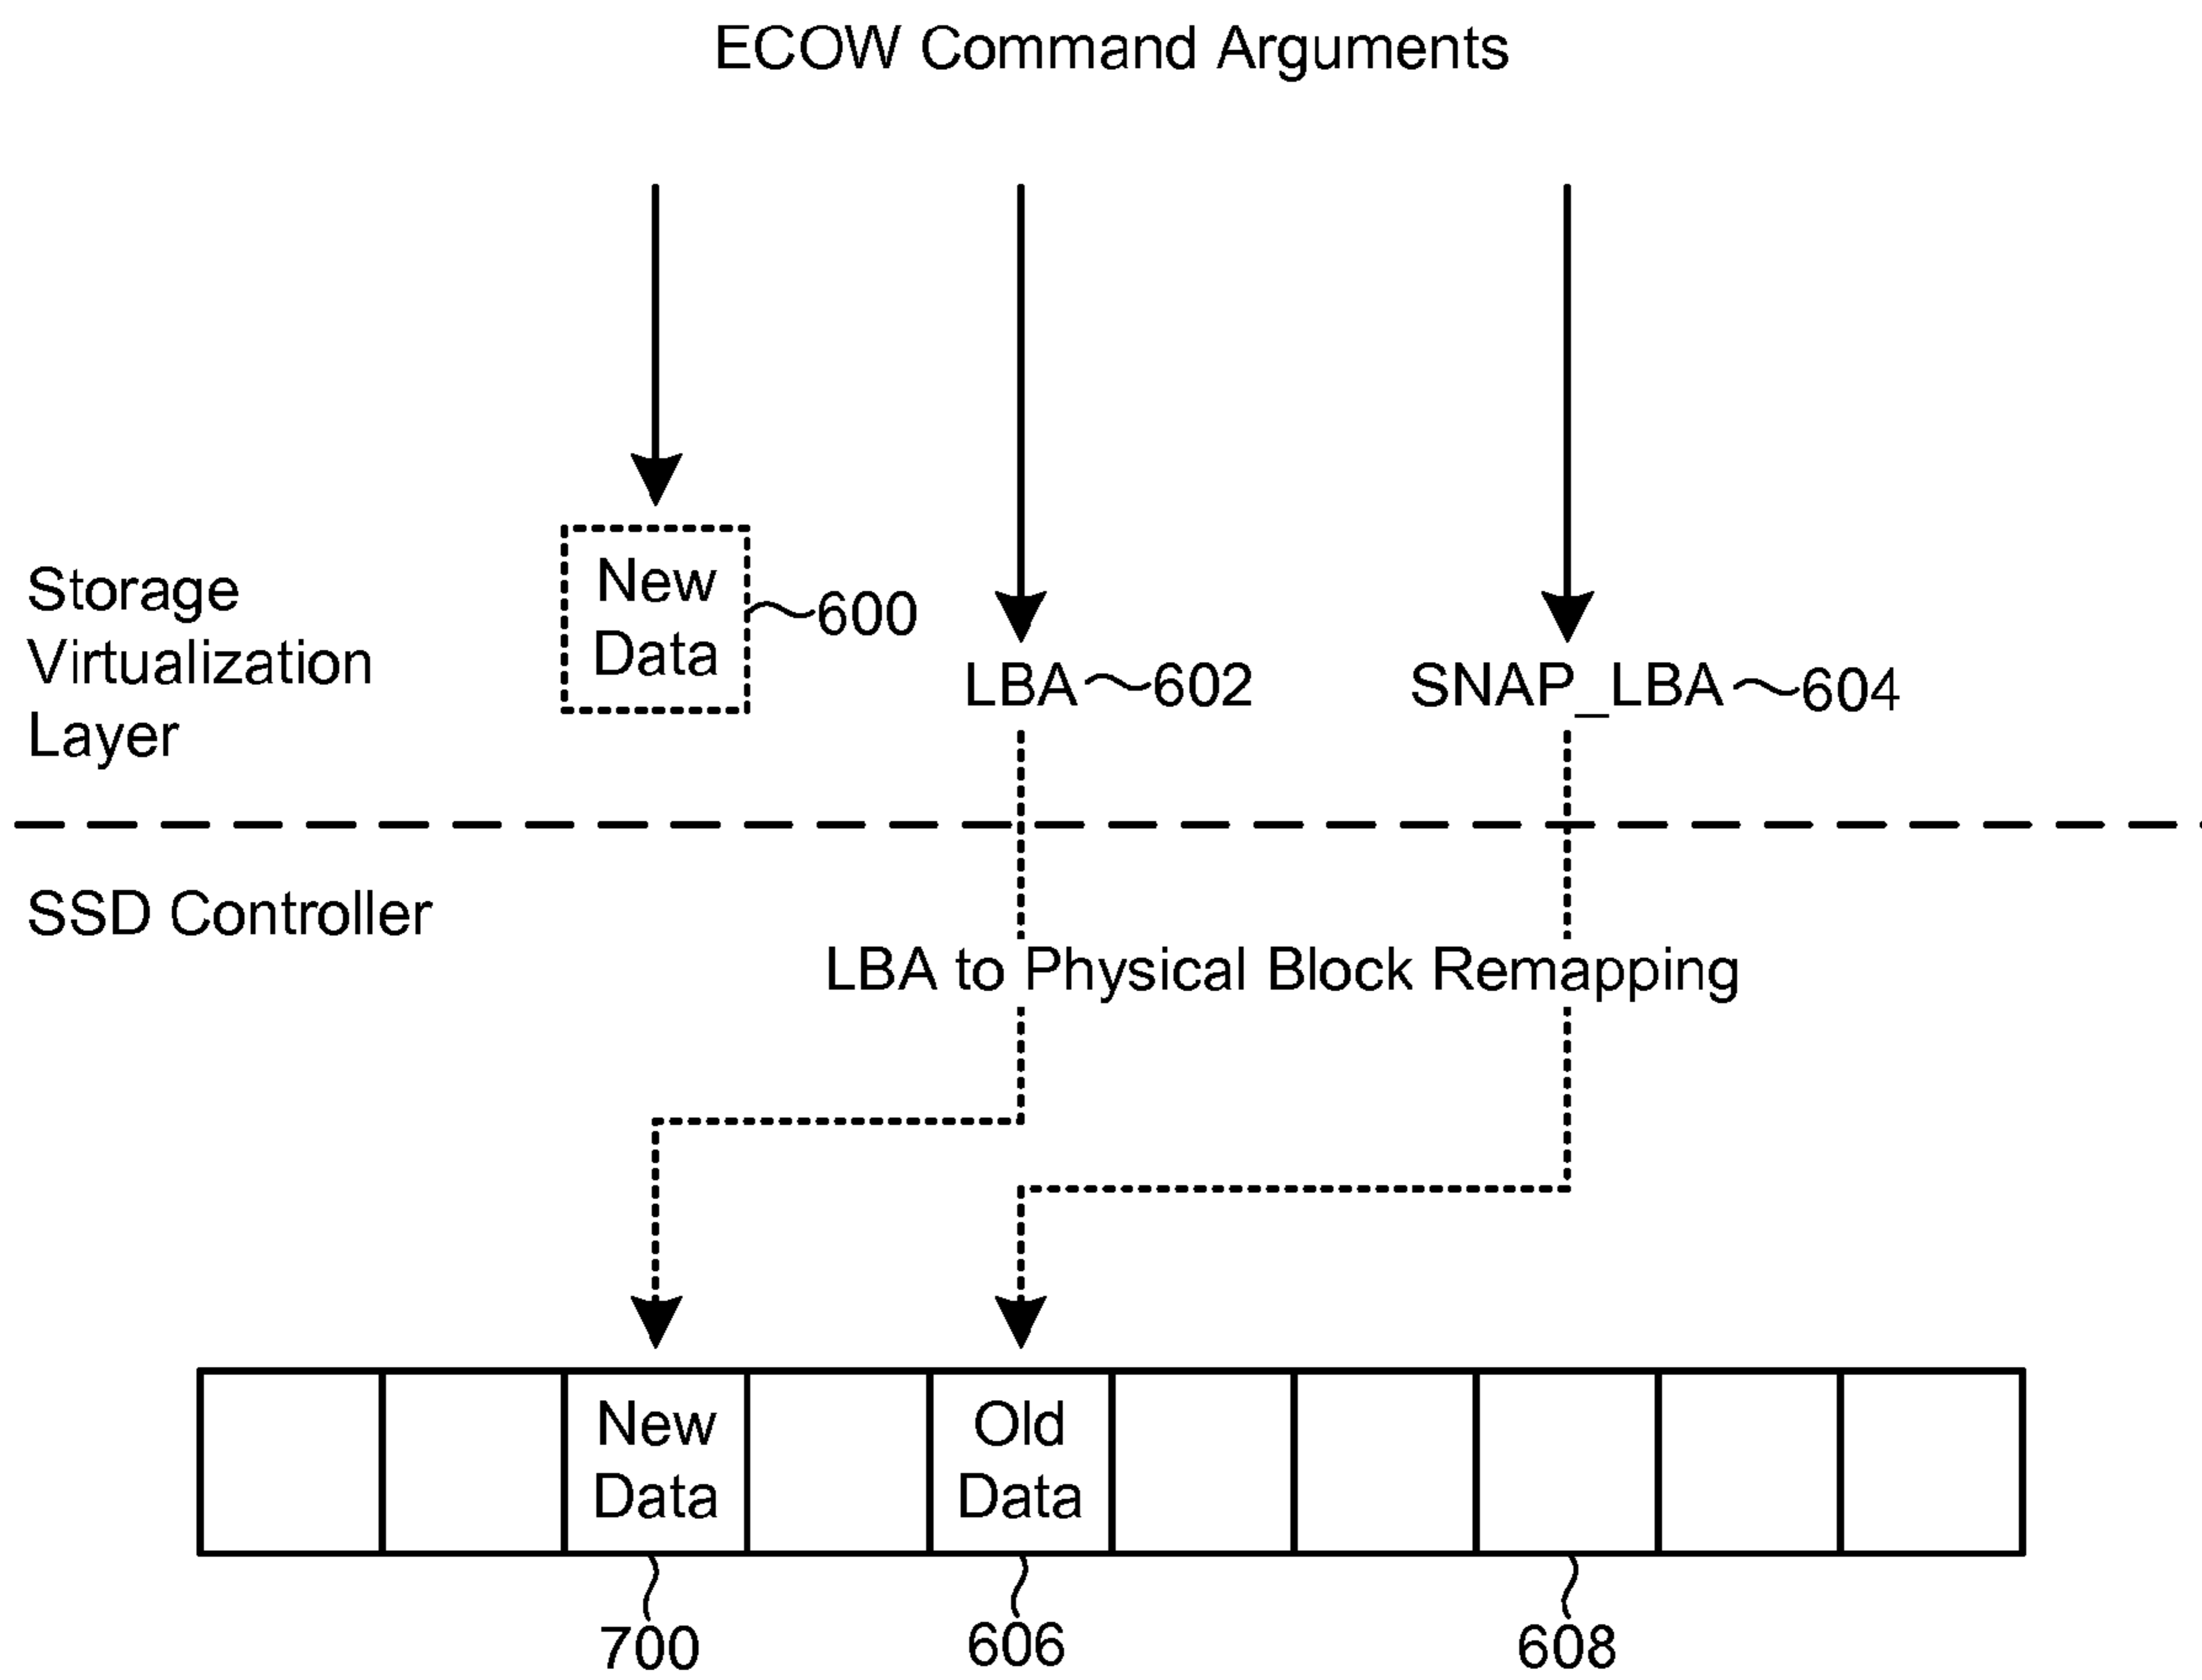 ECOW Command Arguments
New
Data
600
Storage
Virtualization
Layer
LBA 602
SNAP_LBA 604
SSD Controller
LBA to Physical Block Remapping
New
Data
Old
Data
700
606
608